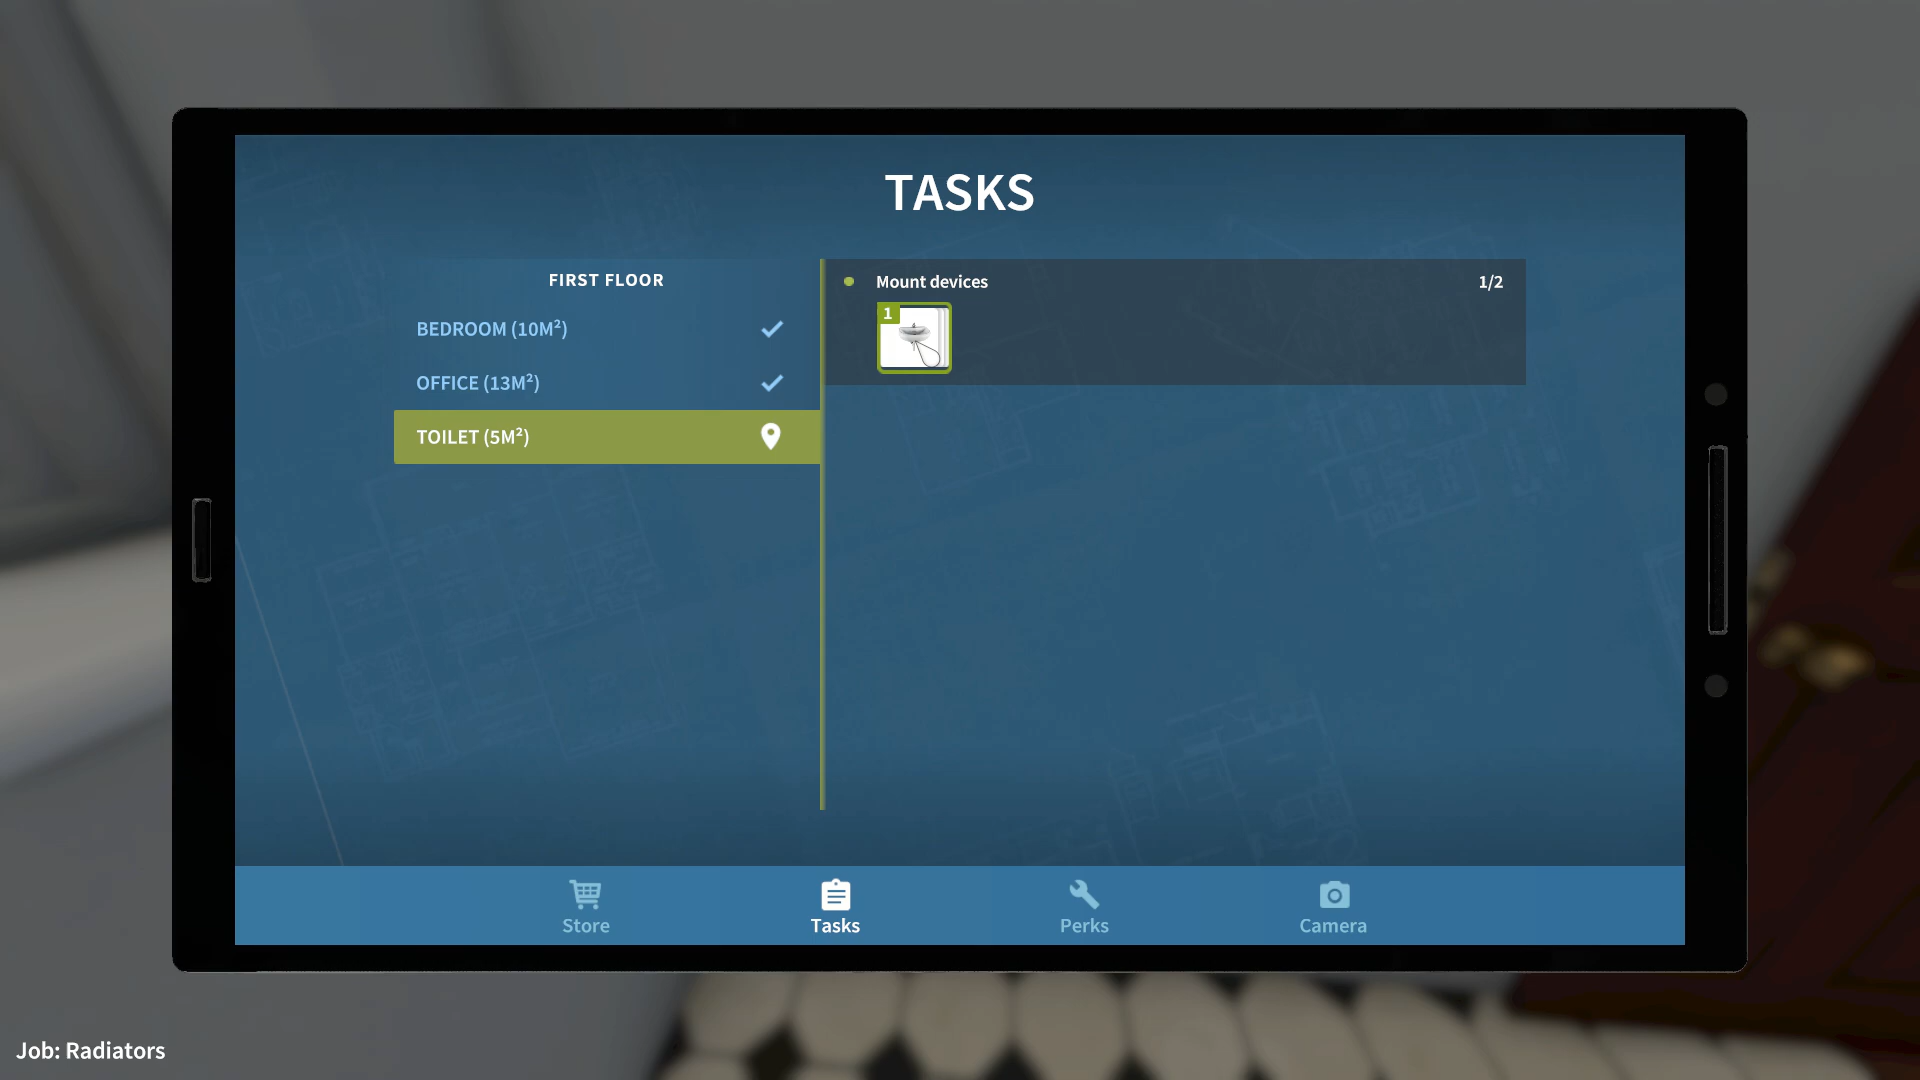 TASKS
FIRST FLOOR
BEDROOM (10M²)
OFFICE (13M²)
TOILET (5M²)
Mount devices
1/2
1
Store
Tasks
Perks
Camera
Job: Radiators